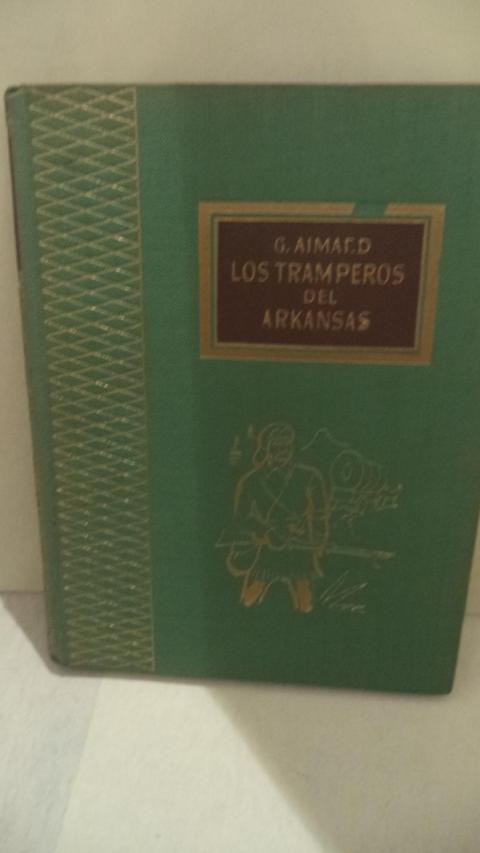 G. AIMARD
LOS TRAMPEROS
DEL
ARKANSAS